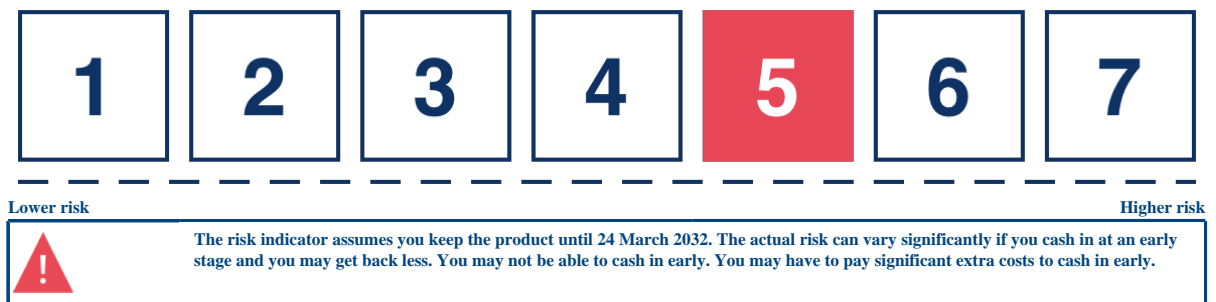 1 2 3 4 5 6 7
Lower risk Higher risk
The risk indicator assumes you keep the product until 24 March 2032. The actual risk can vary significantly if you cash in at an early
stage and you may get back less. You may not be able to cash in early. You may have to pay significant extra costs to cash in early.
!